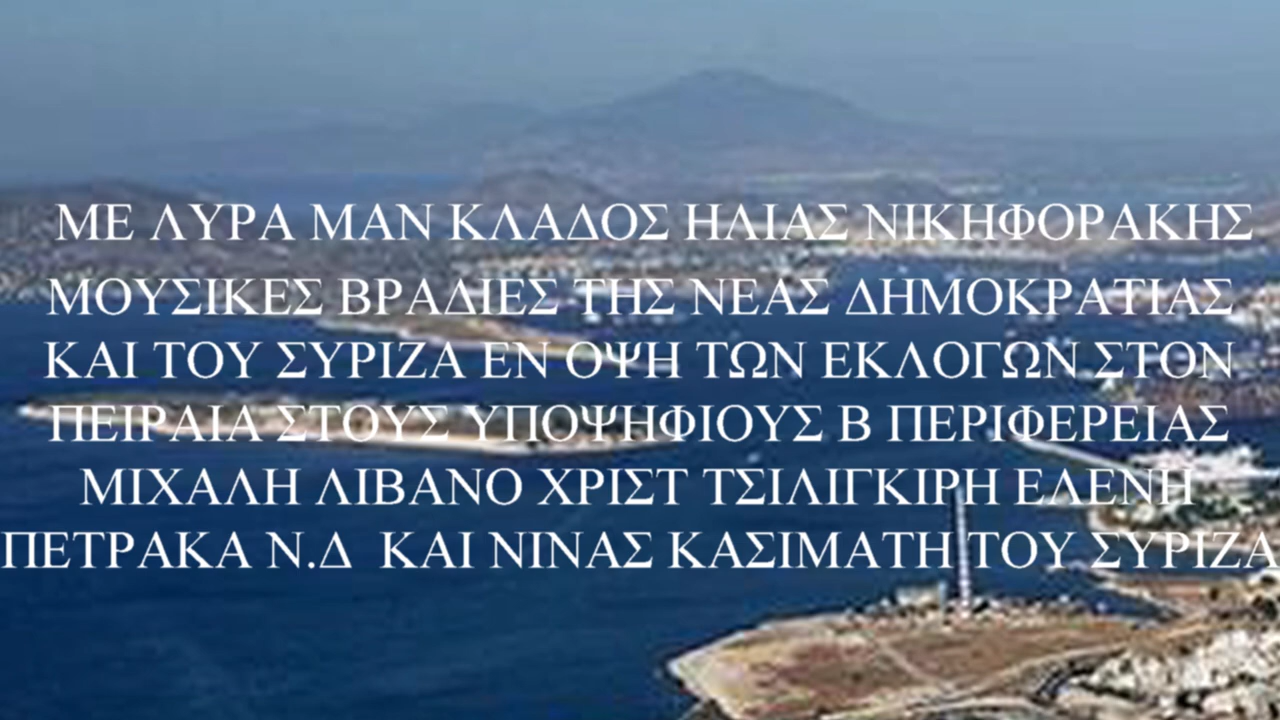 ΜΕ ΛΥΡΑ ΜΑΝ ΚΛΑΔΟΣ ΗΛΙΑΣ ΝΙΚΗΦΟΡΑΚΗΣ
ΜΟΥΣΙΚΕΣ ΒΡΑΔΙΕΣ ΤΗΣ ΝΕΑΣ ΔΗΜΟΚΡΑΤΙΑΣ
ΚΑΙ ΤΟΥ ΣΥΡΙΖΑ ΕΝ ΟΨΗ ΤΩΝ ΕΚΛΟΓΩΝ ΣΤΟΝ
ΠΕΙΡΑΙΑ ΣΤΟΥΣ ΥΠΟΨΗΦΙΟΥΣ Β ΠΕΡΙΦΕΡΕΙΑΣ
ΜΙΧΑΛΗ ΛΙΒΑΝΟ ΧΡΙΣΤ ΤΣΙΛΙΓΚΙΡΗ ΕΛΕΝΗ
ΠΕΤΡΑΚΑ Ν.Δ ΚΑΙ ΝΙΝΑΣ ΚΑΣΙΜΑΤΗ ΤΟΥ ΣΥΡΙΖΑ